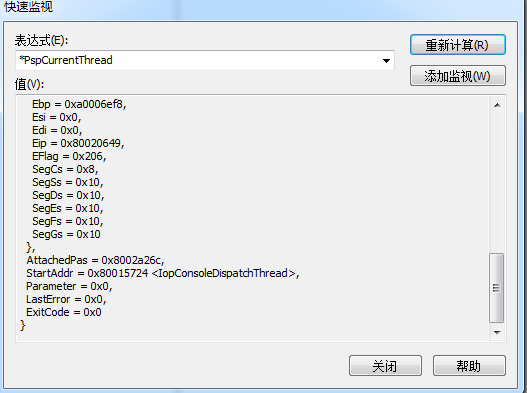 快速监视
表达式(E):
重新计算(R)
*PspCurrentThread
添加监视(W)
值(V):
Ebp = 0xa0006ef8,
Esi = 0x0,
Edi = 0x0,
Eip = 0x80020649,
EFlag = 0x206,
SegCs = 0x8,
SegSs = 0x10,
SegDs = 0x10,
SegEs = 0x10,
SegFs = 0x10,
SegGs = 0x10
},
AttachedPas = 0x8002a26c,
StartAddr = 0x80015724 <IopConsoleDispatchThread>,
Parameter = 0x0,
LastError = 0x0,
ExitCode = 0x0
}
关闭
帮助